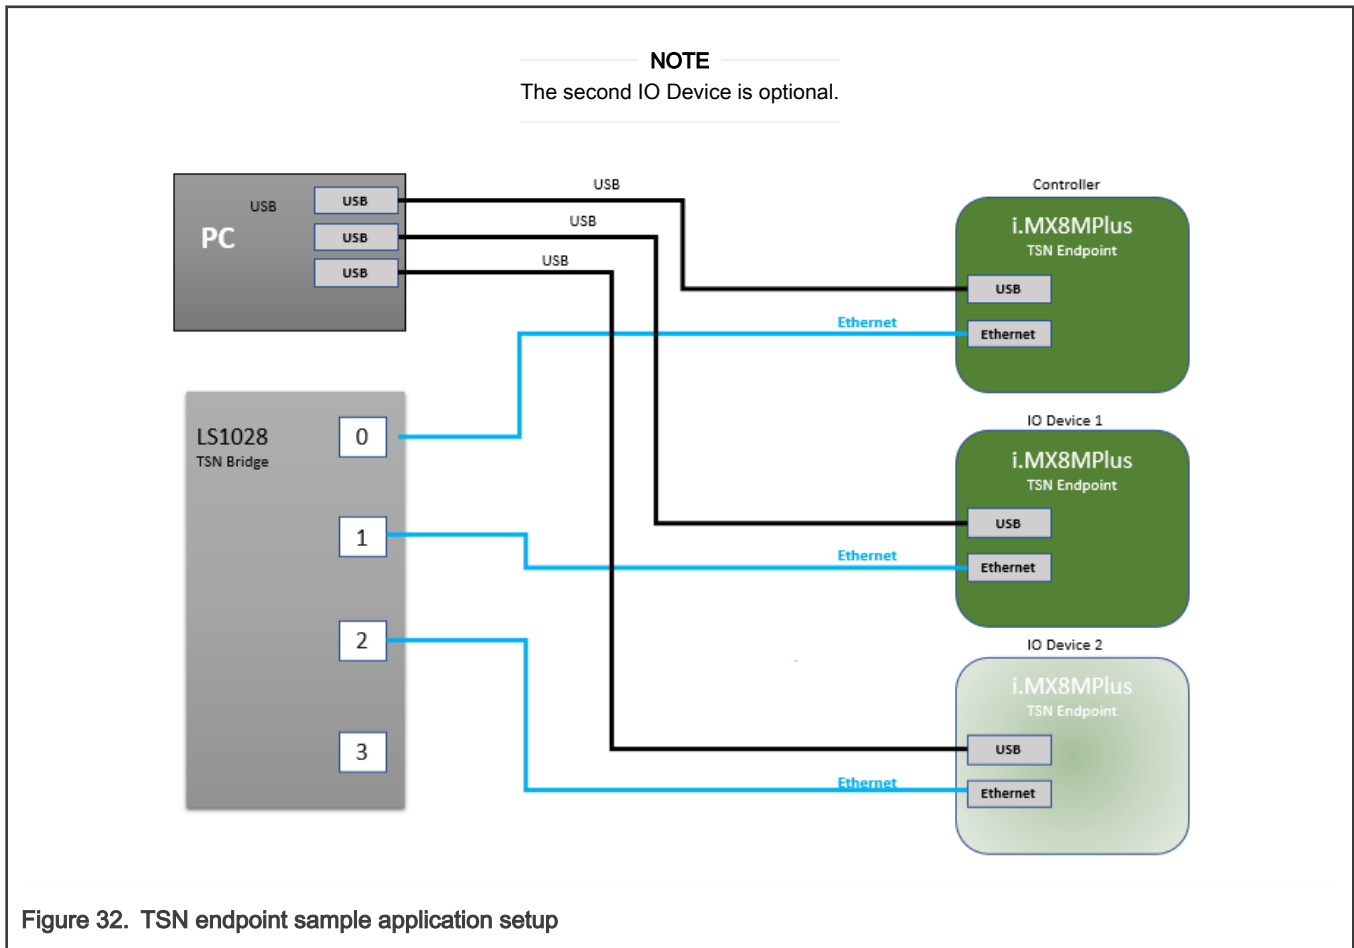 NOTE
The second IO Device is optional.
USB
PC
USB
USB
USB
USB
USB
USB
Controller
i.MX8MPlus
TSN Endpoint
USB
Ethernet
Ethernet
LS1028
TSN Bridge
0
1
2
3
IO Device 1
i.MX8MPlus
TSN Endpoint
USB
Ethernet
Ethernet
IO Device 2
i.MX8MPlus
TSN Endpoint
USB
Ethernet
Ethernet
Figure 32. TSN endpoint sample application setup